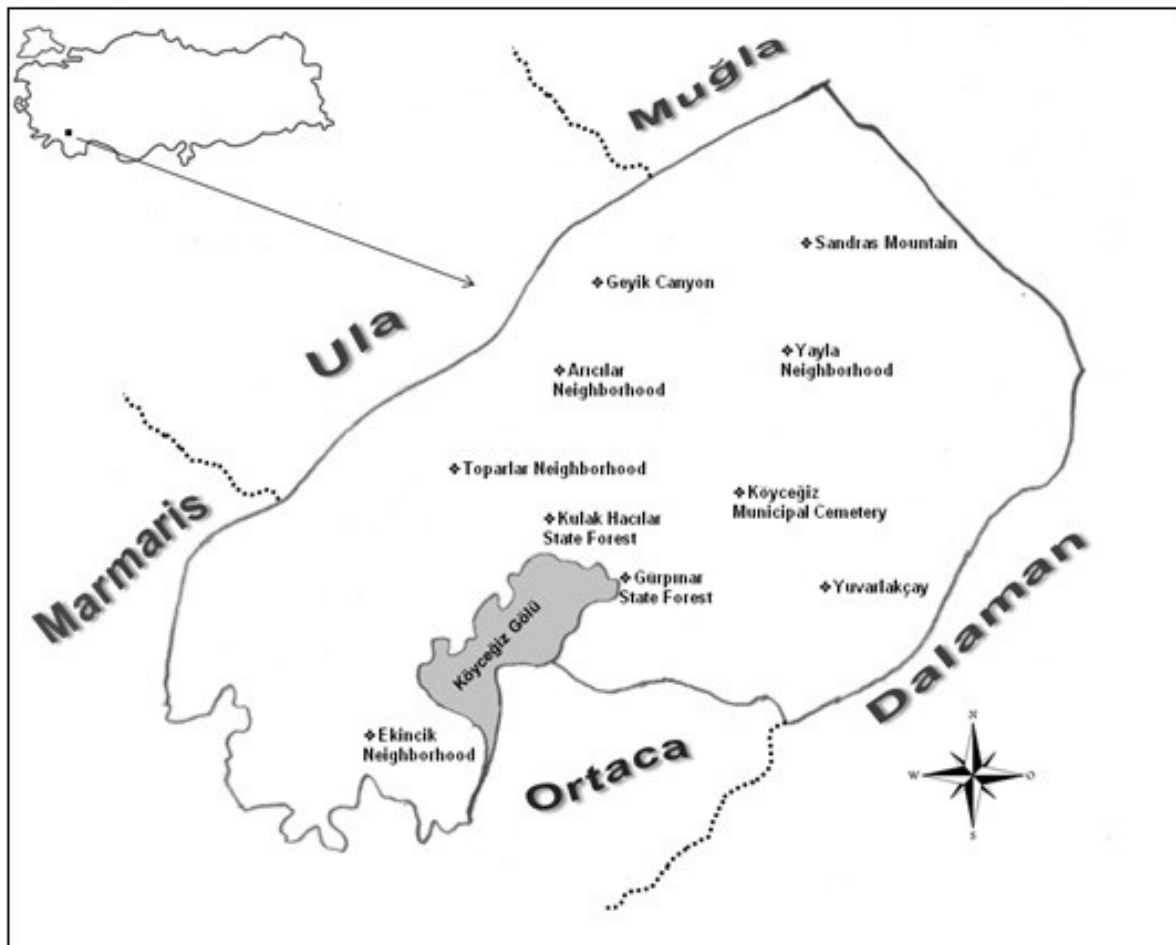 Muğla
Sandras Mountain
Geyik Canyon
Ula
Yayla
Neighborhood
Arıcılar
Neighborhood
Toparlar Neighborhood
Köyceğiz
Municipal Cemetery
Marmaris
Kulak Hacılar
State Forest
Gürpınar
State Forest
Yuvarlakçay
Dalaman
Köyceğiz Gölü
Ekincik
Neighborhood
Ortaca
N
W
O
S